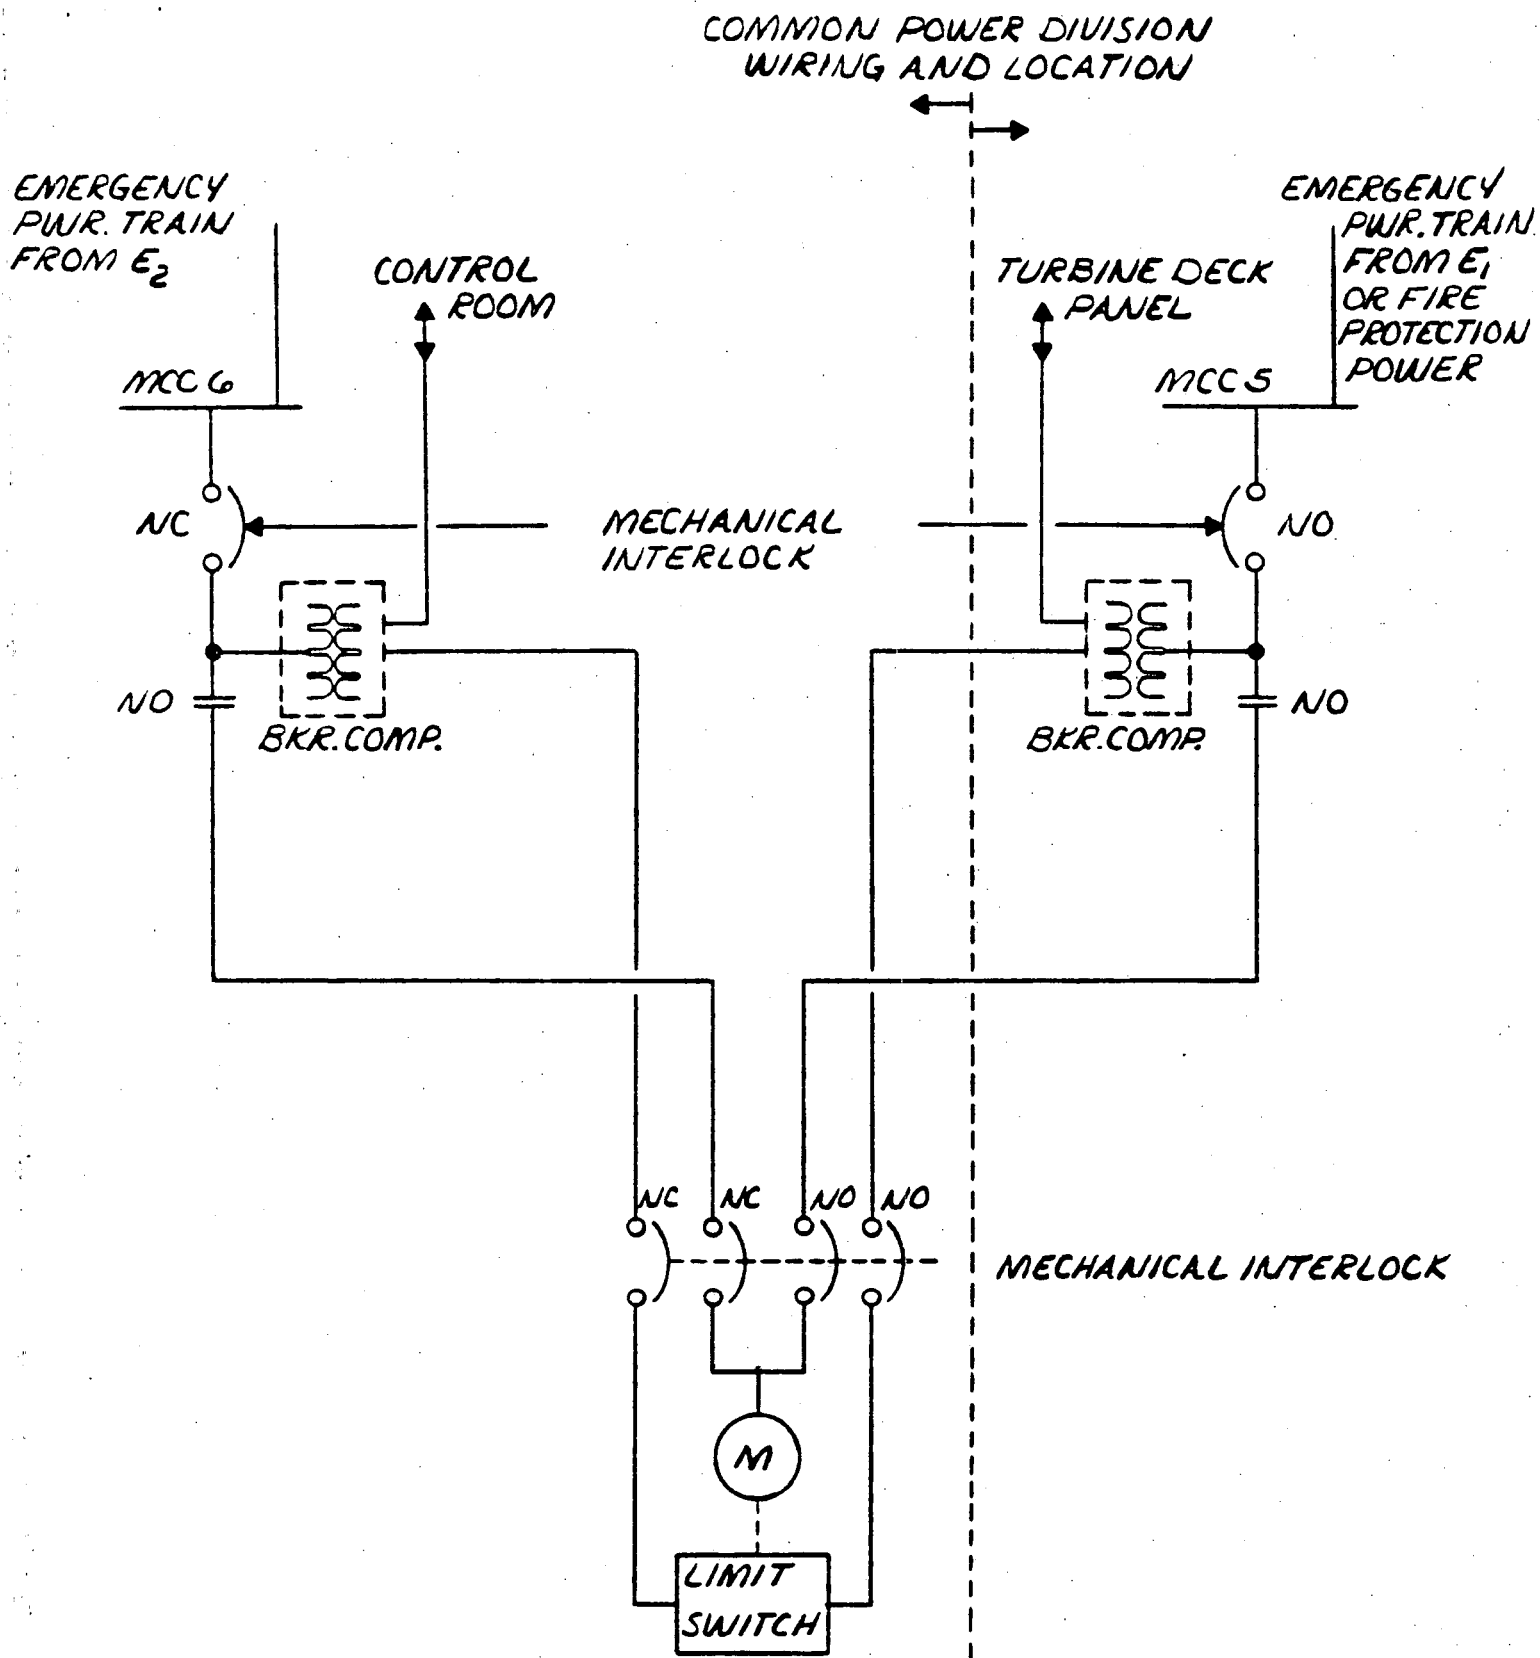 COMMON POWER DIVISION
WIRING AND LOCATION
EMERGENCY
PWR. TRAIN
FROM E2
CONTROL
ROOM
TURBINE DECK
PANEL
EMERGENCY
PWR. TRAIN
FROM E1
OR FIRE
PROTECTION
POWER
MCC 6
MCC 5
NC
MECHANICAL
INTERLOCK
NO
NO
BKR. COMP.
BKR. COMP.
NO
NC
NC
NO
NO
MECHANICAL INTERLOCK
M
LIMIT
SWITCH